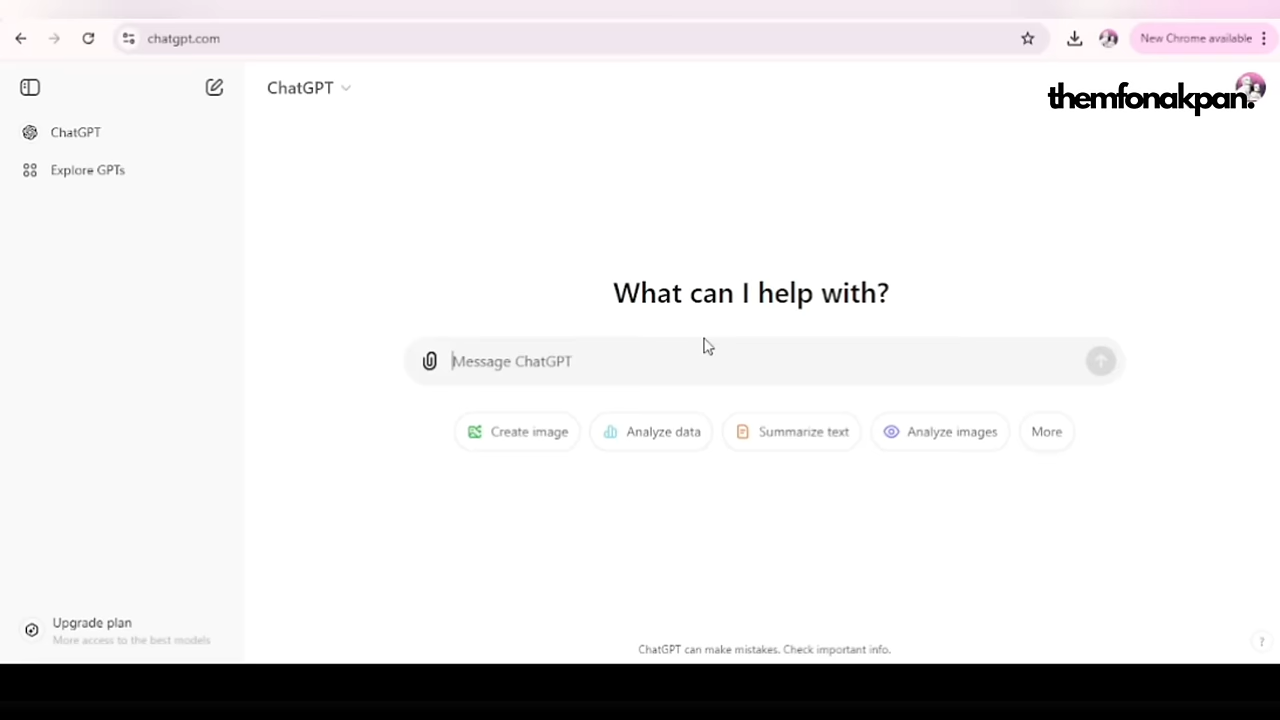 chatgpt.com
New Chrome available
ChatGPT
themfonakpan.
ChatGPT
Explore GPTs
What can I help with?
Message ChatGPT
Create image
Analyze data
Summarize text
Analyze images
More
Upgrade plan
More access to the best models
ChatGPT can make mistakes. Check important info.
?